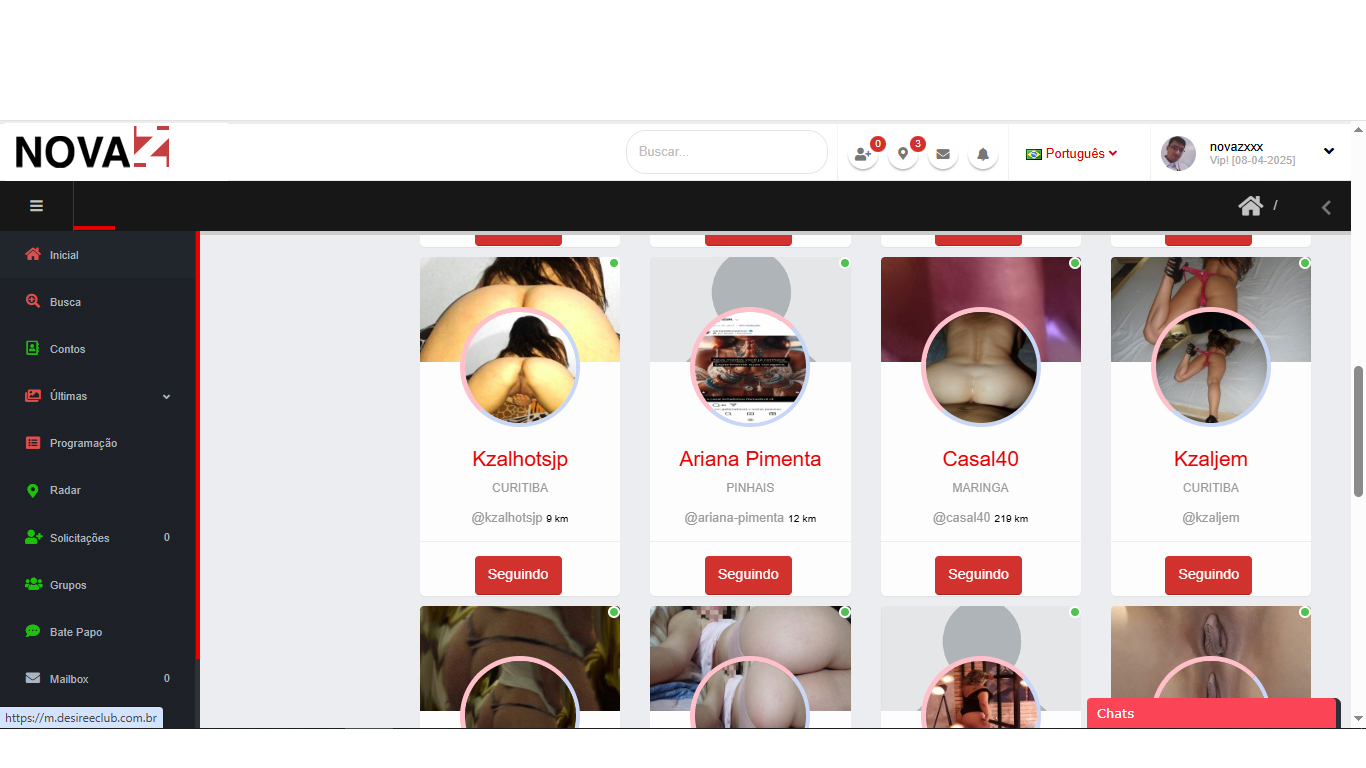 NOVA
Buscar...
0
3
Português
novazxxx
Vip! [08-04-2025]
/
Inicial
Busca
Contos
Últimas
Programação
Radar
Solicitações 0
Grupos
Bate Papo
Mailbox 0
https://m.desireeclub.com.br
Kzalhotsjp
CURITIBA
@kzalhotsjp 9 km
Seguindo
Ariana Pimenta
PINHAIS
@ariana-pimenta 12 km
Seguindo
Casal40
MARINGA
@casal40 219 km
Seguindo
Kzaljem
CURITIBA
@kzaljem
Seguindo
Chats